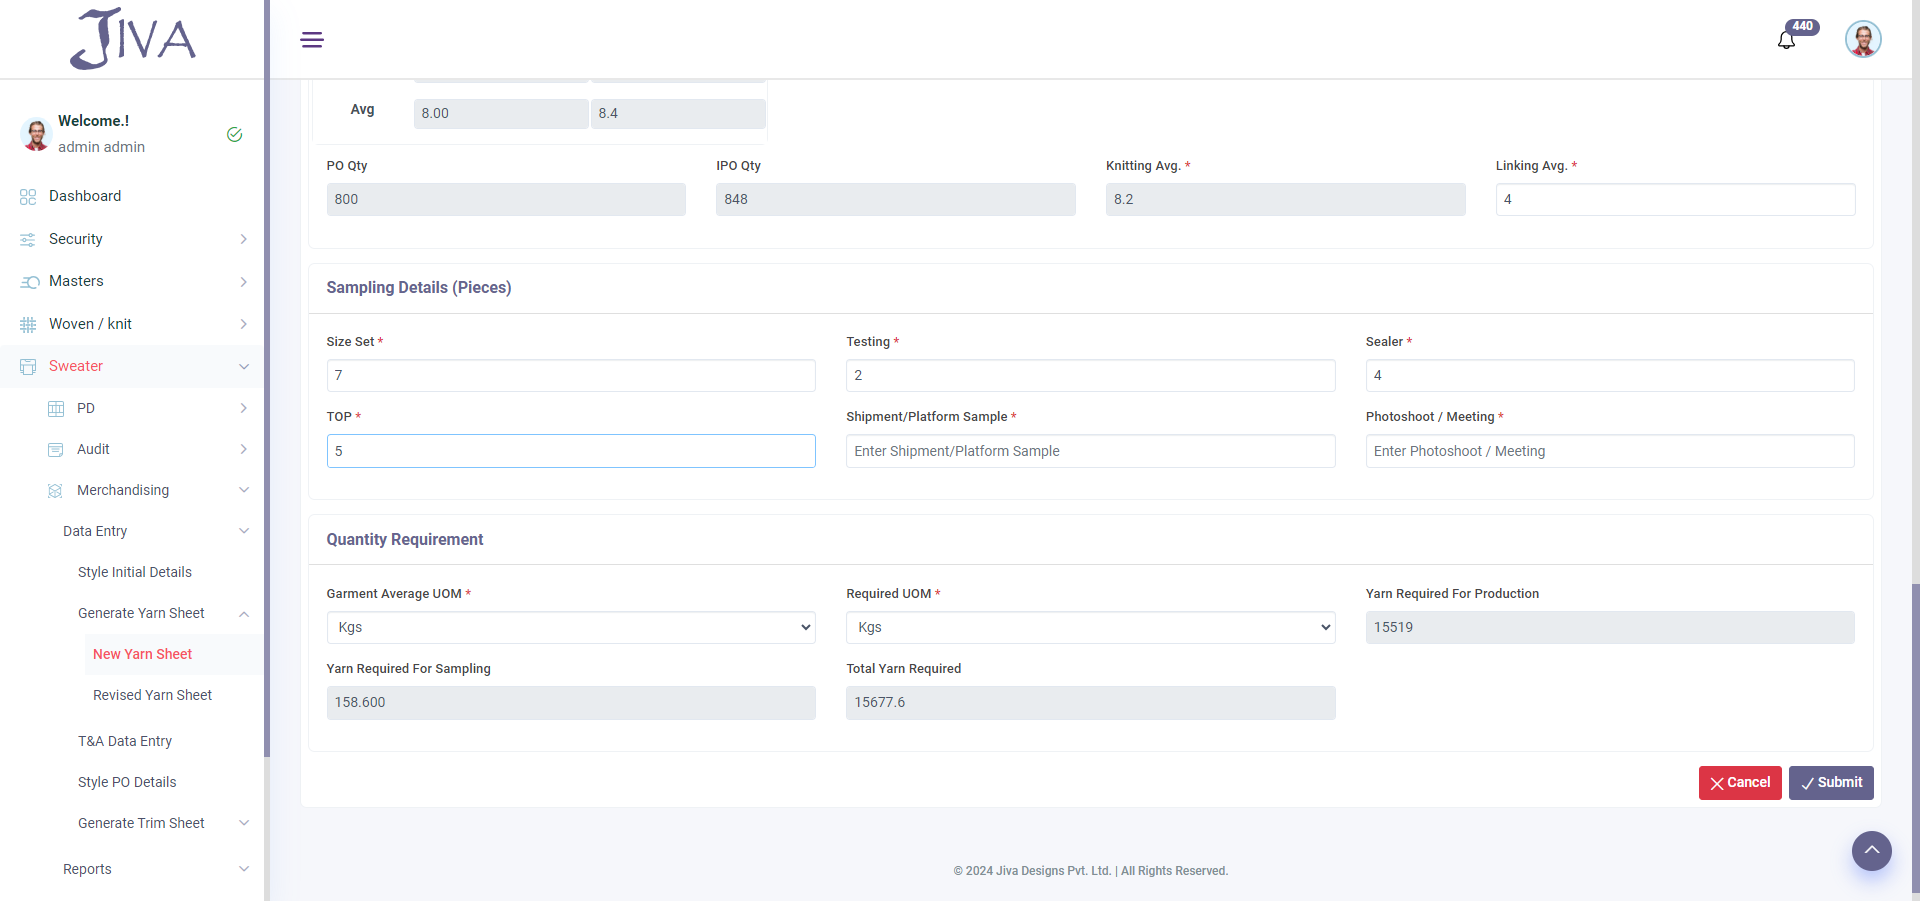 JIVA
440
Welcome.!
admin admin
Dashboard
Security
Masters
Woven / knit
Sweater
PD
Audit
Merchandising
Data Entry
Style Initial Details
Generate Yarn Sheet
New Yarn Sheet
Revised Yarn Sheet
T&A Data Entry
Style PO Details
Generate Trim Sheet
Reports
Avg 8.00 8.4
PO Qty IPO Qty Knitting Avg. * Linking Avg. *
800 848 8.2 4
Sampling Details (Pieces)
Size Set * Testing * Sealer *
7 2 4
TOP * Shipment/Platform Sample * Photoshoot / Meeting *
5 Enter Shipment/Platform Sample Enter Photoshoot / Meeting
Quantity Requirement
Garment Average UOM * Required UOM * Yarn Required For Production
Kgs Kgs 15519
Yarn Required For Sampling Total Yarn Required
158.600 15677.6
Cancel Submit
© 2024 Jiva Designs Pvt. Ltd. | All Rights Reserved.